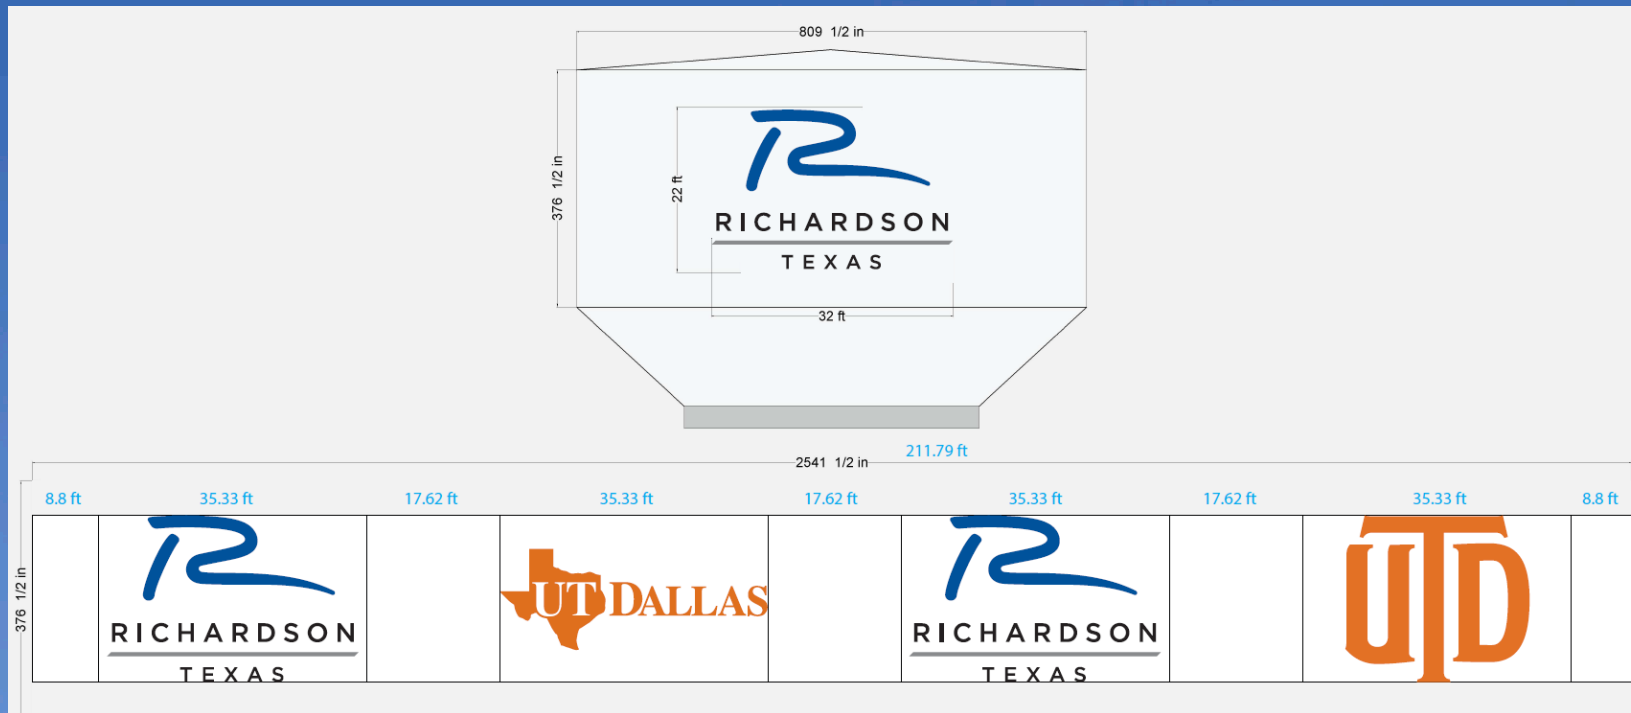 809 1/2 in
376 1/2 in
22 ft
RICHARDSON
TEXAS
32 ft
211.79 ft
2541 1/2 in
8.8 ft 35.33 ft 17.62 ft 35.33 ft 17.62 ft 35.33 ft 17.62 ft 35.33 ft 8.8 ft
376 1/2 in
RICHARDSON
TEXAS
UT DALLAS
RICHARDSON
TEXAS
UTD